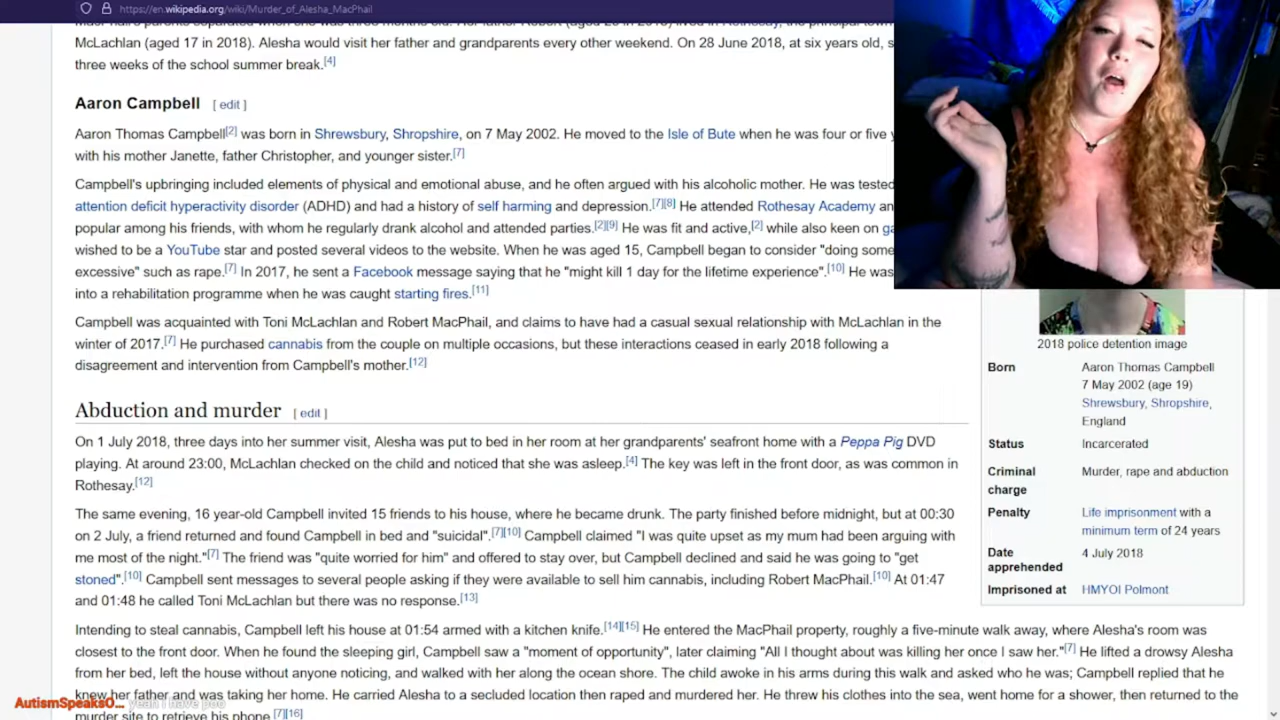 https://en.wikipedia.org/wiki/Murder_of_Alesha_MacPhail
McLachlan (aged 17 in 2018). Alesha would visit her father and grandparents every other weekend. On 28 June 2018, at six years old, s
three weeks of the school summer break.[4]
Aaron Campbell [ edit ]
Aaron Thomas Campbell[2] was born in Shrewsbury, Shropshire, on 7 May 2002. He moved to the Isle of Bute when he was four or five y
with his mother Janette, father Christopher, and younger sister.[7]
Campbell's upbringing included elements of physical and emotional abuse, and he often argued with his alcoholic mother. He was tested
attention deficit hyperactivity disorder (ADHD) and had a history of self harming and depression.[7][8] He attended Rothesay Academy an
popular among his friends, with whom he regularly drank alcohol and attended parties.[2][9] He was fit and active,[2] while also keen on ga
wished to be a YouTube star and posted several videos to the website. When he was aged 15, Campbell began to consider "doing some
excessive" such as rape.[7] In 2017, he sent a Facebook message saying that he "might kill 1 day for the lifetime experience".[10] He was
into a rehabilitation programme when he was caught starting fires.[11]
Campbell was acquainted with Toni McLachlan and Robert MacPhail, and claims to have had a casual sexual relationship with McLachlan in the
winter of 2017.[7] He purchased cannabis from the couple on multiple occasions, but these interactions ceased in early 2018 following a
disagreement and intervention from Campbell's mother.[12]
Abduction and murder [ edit ]
On 1 July 2018, three days into her summer visit, Alesha was put to bed in her room at her grandparents' seafront home with a Peppa Pig DVD
playing. At around 23:00, McLachlan checked on the child and noticed that she was asleep.[4] The key was left in the front door, as was common in
Rothesay.[12]
The same evening, 16 year-old Campbell invited 15 friends to his house, where he became drunk. The party finished before midnight, but at 00:30
on 2 July, a friend returned and found Campbell in bed and "suicidal".[7][10] Campbell claimed "I was quite upset as my mum had been arguing with
me most of the night."[7] The friend was "quite worried for him" and offered to stay over, but Campbell declined and said he was going to "get
stoned".[10] Campbell sent messages to several people asking if they were available to sell him cannabis, including Robert MacPhail.[10] At 01:47
and 01:48 he called Toni McLachlan but there was no response.[13]
Intending to steal cannabis, Campbell left his house at 01:54 armed with a kitchen knife.[14][15] He entered the MacPhail property, roughly a five-minute walk away, where Alesha's room was
closest to the front door. When he found the sleeping girl, Campbell saw a "moment of opportunity", later claiming "All I thought about was killing her once I saw her."[7] He lifted a drowsy Alesha
from her bed, left the house without anyone noticing, and walked with her along the ocean shore. The child awoke in his arms during this walk and asked who he was; Campbell replied that he
knew her father and was taking her home. He carried Alesha to a secluded location then raped and murdered her. He threw his clothes into the sea, went home for a shower, then returned to the
murder site to retrieve his phone.[7][16]
AutismSpeaksO... yeah i have poo
2018 police detention image
Born Aaron Thomas Campbell
7 May 2002 (age 19)
Shrewsbury, Shropshire,
England
Status Incarcerated
Criminal charge Murder, rape and abduction
Penalty Life imprisonment with a
minimum term of 24 years
Date apprehended 4 July 2018
Imprisoned at HMYOI Polmont